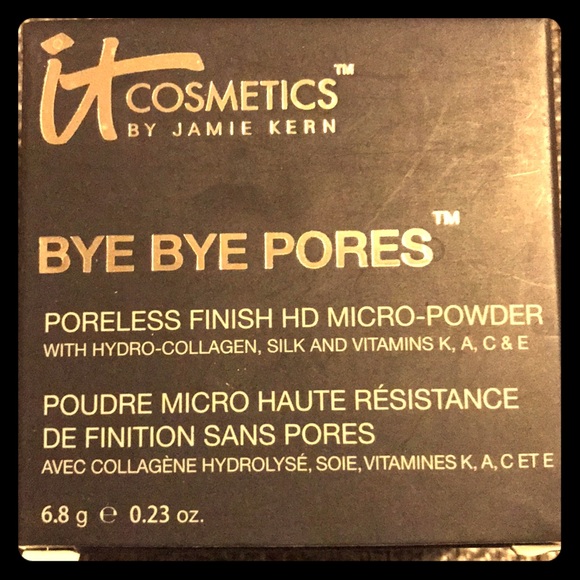 it COSMETICS™
BY JAMIE KERN
BYE BYE PORES™
PORELESS FINISH HD MICRO-POWDER
WITH HYDRO-COLLAGEN, SILK AND VITAMINS K, A, C & E
POUDRE MICRO HAUTE RÉSISTANCE
DE FINITION SANS PORES
AVEC COLLAGÈNE HYDROLYSÉ, SOIE, VITAMINES K, A, C ET E
6.8 g ℮ 0.23 oz.